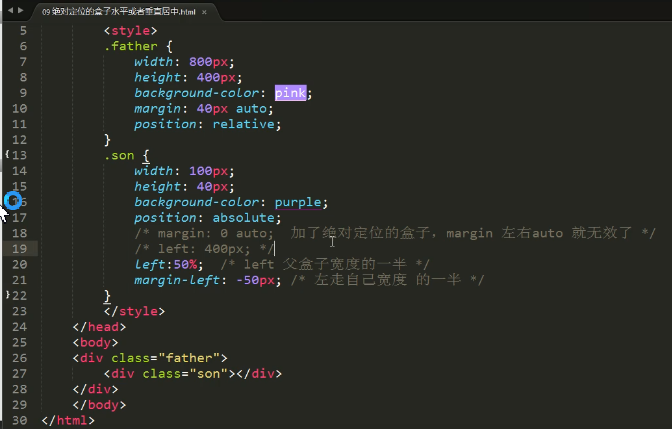 09 绝对定位的盒子水平或者垂直居中.html ×
5 <style>
6 .father {
7 width: 800px;
8 height: 400px;
9 background-color: pink;
10 margin: 40px auto;
11 position: relative;
12 }
13 .son {
14 width: 100px;
15 height: 40px;
16 background-color: purple;
17 position: absolute;
18 /* margin: 0 auto; 加了绝对定位的盒子，margin 左右auto 就无效了 */
19 /* left: 400px; */
20 left:50%; /* left 父盒子宽度的一半 */
21 margin-left: -50px; /* 左走自己宽度 的一半 */
22 }
23 </style>
24 </head>
25 <body>
26 <div class="father">
27 <div class="son"></div>
28 </div>
29 </body>
30 </html>